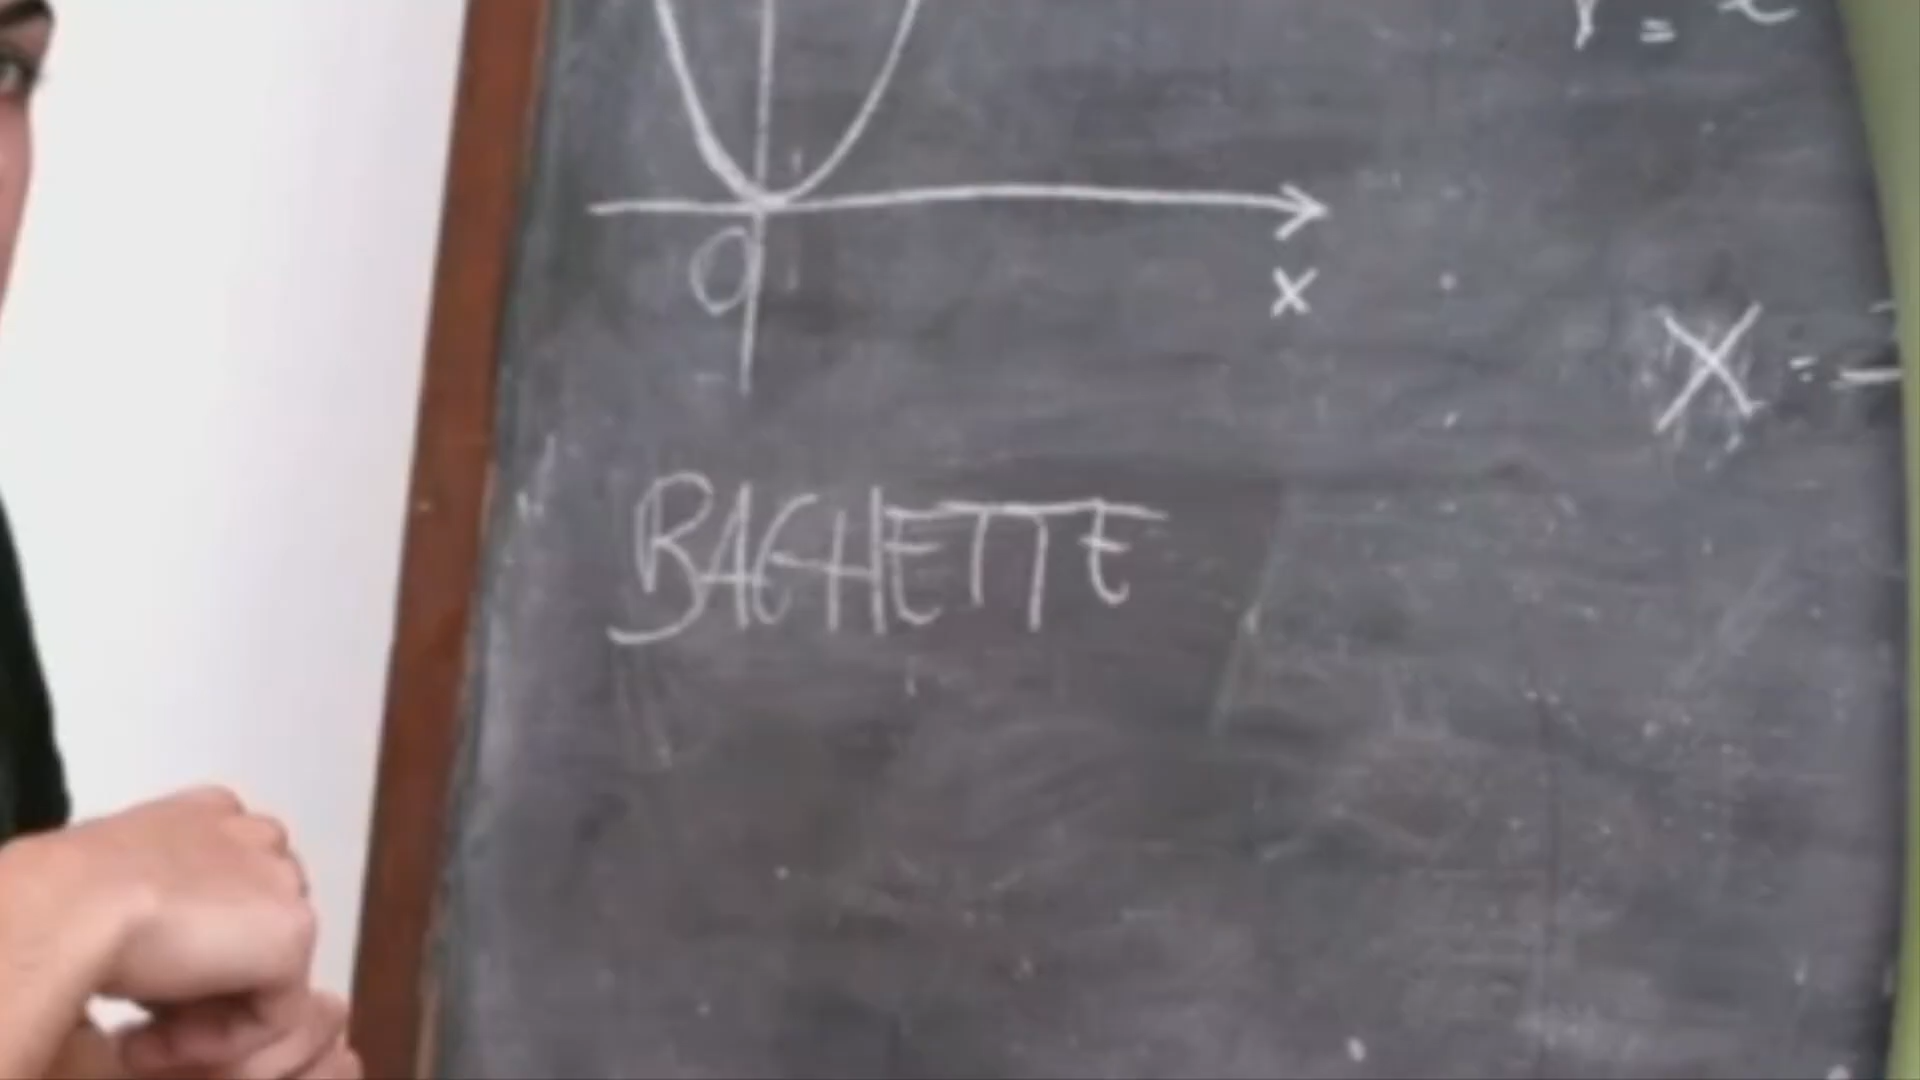 0
x
X = —
BAGHETTE